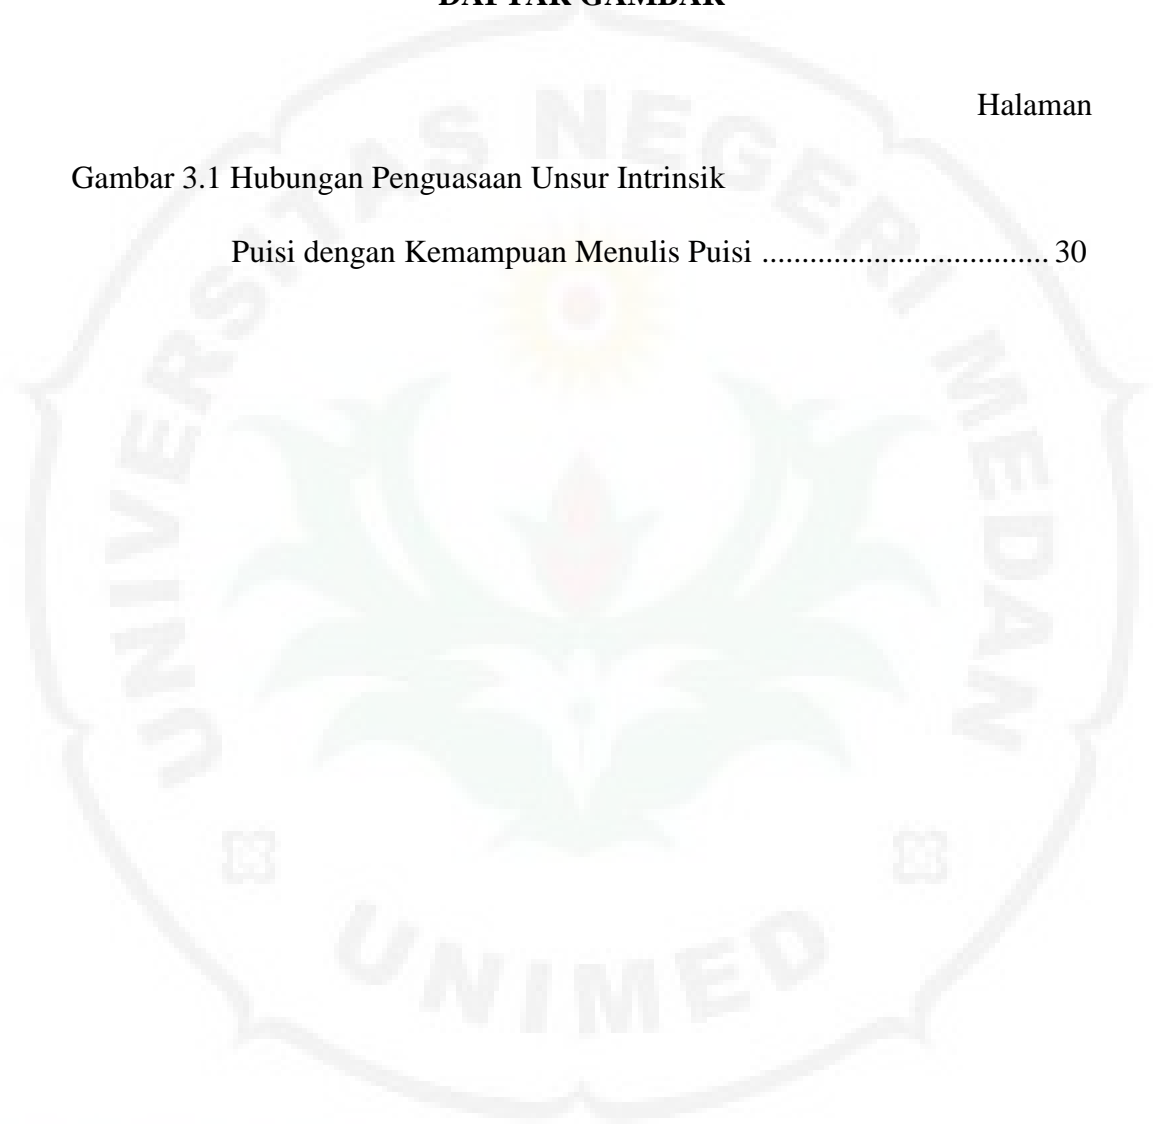 DAFTAR GAMBAR
Halaman
Gambar 3.1 Hubungan Penguasaan Unsur Intrinsik
Puisi dengan Kemampuan Menulis Puisi .................................... 30
UNIVERSITAS NEGERI MEDAN
UNIMED